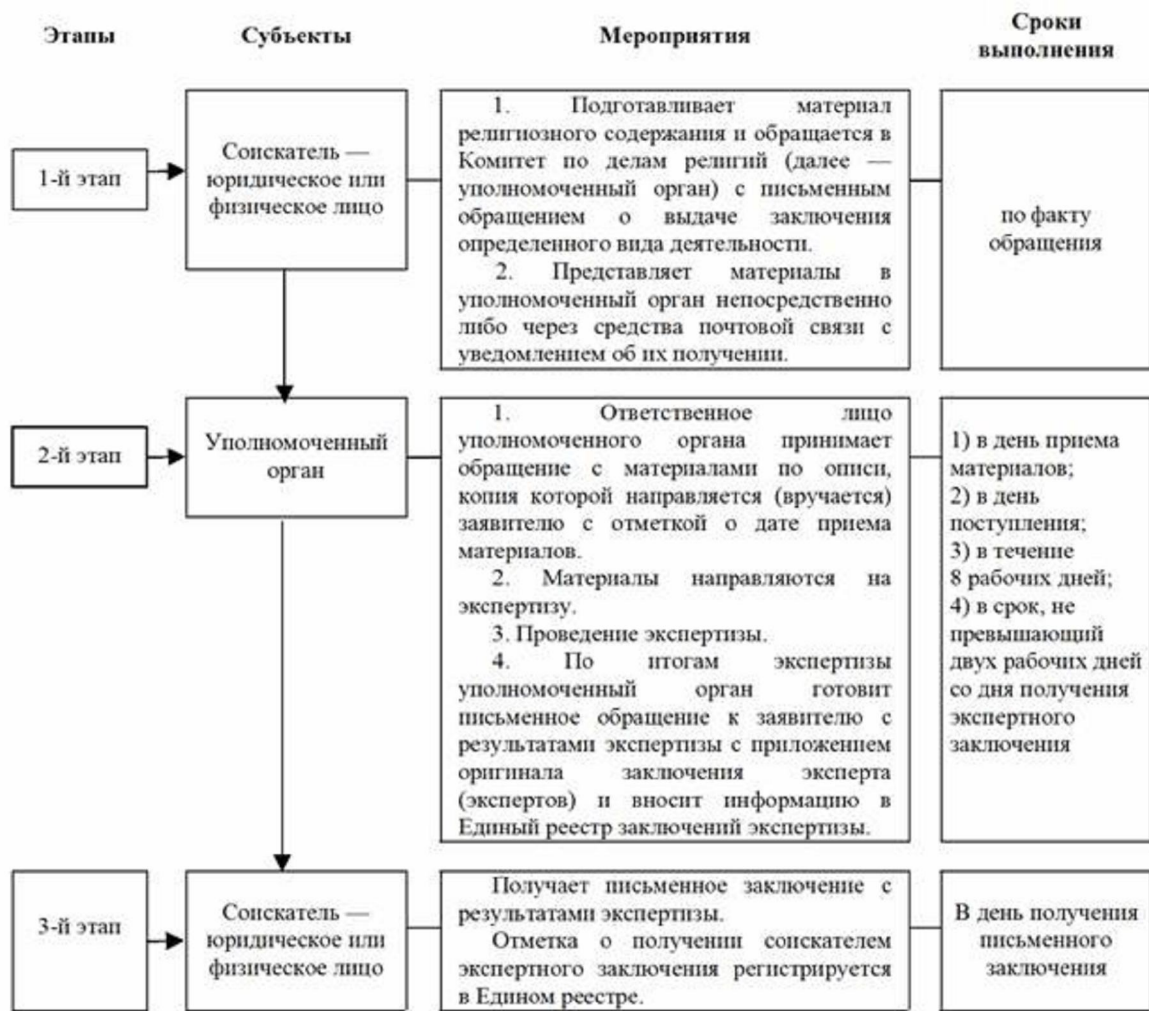 Этапы
Субъекты
Мероприятия
Сроки
выполнения
1-й этап
Соискатель —
юридическое или
физическое лицо
1. Подготавливает материал
религиозного содержания и обращается в
Комитет по делам религий (далее —
уполномоченный орган) с письменным
обращением о выдаче заключения
определенного вида деятельности.
2. Представляет материалы в
уполномоченный орган непосредственно
либо через средства почтовой связи с
уведомлением об их получении.
по факту
обращения
2-й этап
Уполномоченный
орган
1. Ответственное лицо
уполномоченного органа принимает
обращение с материалами по описи,
копия которой направляется (вручается)
заявителю с отметкой о дате приема
материалов.
2. Материалы направляются на
экспертизу.
3. Проведение экспертизы.
4. По итогам экспертизы
уполномоченный орган готовит
письменное обращение к заявителю с
результатами экспертизы с приложением
оригинала заключения эксперта
(экспертов) и вносит информацию в
Единый реестр заключений экспертизы.
1) в день приема
материалов;
2) в день
поступления;
3) в течение
8 рабочих дней;
4) в срок, не
превышающий
двух рабочих дней
со дня получения
экспертного
заключения
3-й этап
Соискатель —
юридическое или
физическое лицо
Получает письменное заключение с
результатами экспертизы.
Отметка о получении соискателем
экспертного заключения регистрируется
в Едином реестре.
В день получения
письменного
заключения